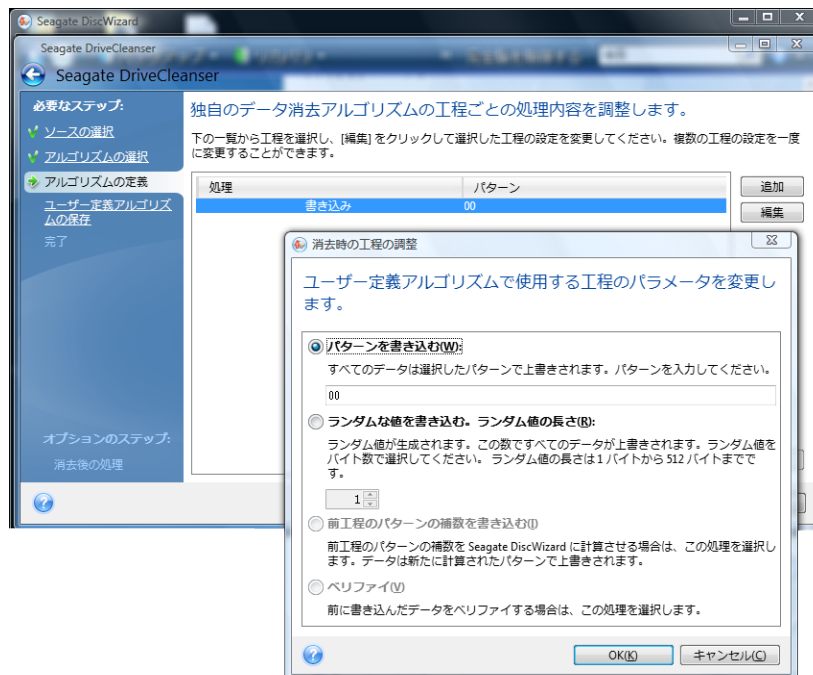 Seagate DiscWizard
Seagate DriveCleanser
Seagate DriveCleanser
必要なステップ:
ソースの選択
アルゴリズムの選択
アルゴリズムの定義
ユーザー定義アルゴリズ
ムの保存
完了
オプションのステップ:
消去後の処理
独自のデータ消去アルゴリズムの工程ごとの処理内容を調整します。
下の一覧から工程を選択し、[編集] をクリックして選択した工程の設定を変更してください。複数の工程の設定を一度
に変更することができます。
処理 パターン
書き込み 00
追加
編集
消去時の工程の調整
ユーザー定義アルゴリズムで使用する工程のパラメータを変更し
ます。
パターンを書き込む(W):
すべてのデータは選択したパターンで上書きされます。パターンを入力してください。
00
ランダムな値を書き込む。ランダム値の長さ(R):
ランダム値が生成されます。この数ですべてのデータが上書きされます。ランダム値を
バイト数で選択してください。 ランダム値の長さは 1 バイトから 512 バイトまでで
す。
1
前工程のパターンの補数を書き込む(I)
前工程のパターンの補数を Seagate DiscWizard に計算させる場合は、この処理を選択し
ます。データは新たに計算されたパターンで上書きされます。
ベリファイ(V)
前に書き込んだデータをベリファイする場合は、この処理を選択します。
OK(K)
キャンセル(C)